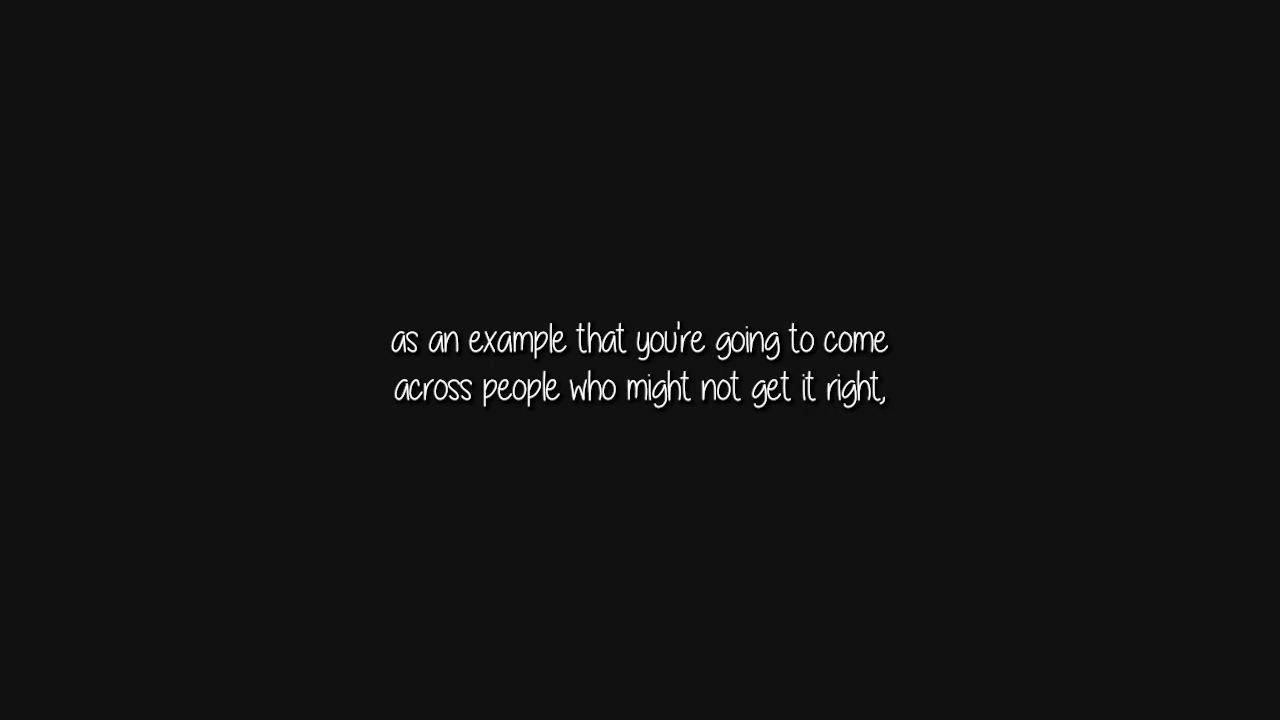 as an example that you're going to come
across people who might not get it right,